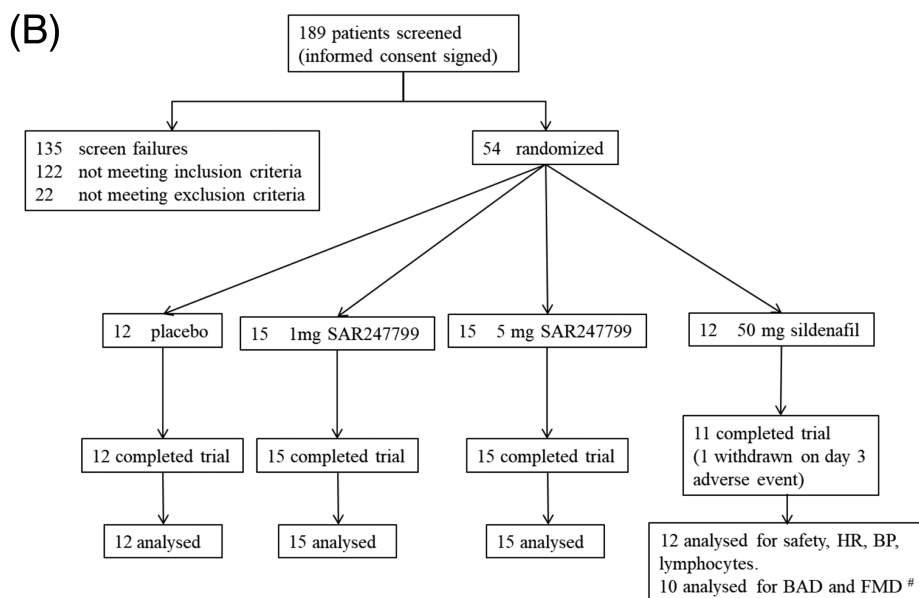 (B)
189 patients screened
(informed consent signed)
135 screen failures
122 not meeting inclusion criteria
22 not meeting exclusion criteria
54 randomized
12 placebo
15 1mg SAR247799
15 5 mg SAR247799
12 50 mg sildenafil
12 completed trial
15 completed trial
15 completed trial
11 completed trial
(1 withdrawn on day 3
adverse event)
12 analysed
15 analysed
15 analysed
12 analysed for safety, HR, BP,
lymphocytes.
10 analysed for BAD and FMD #